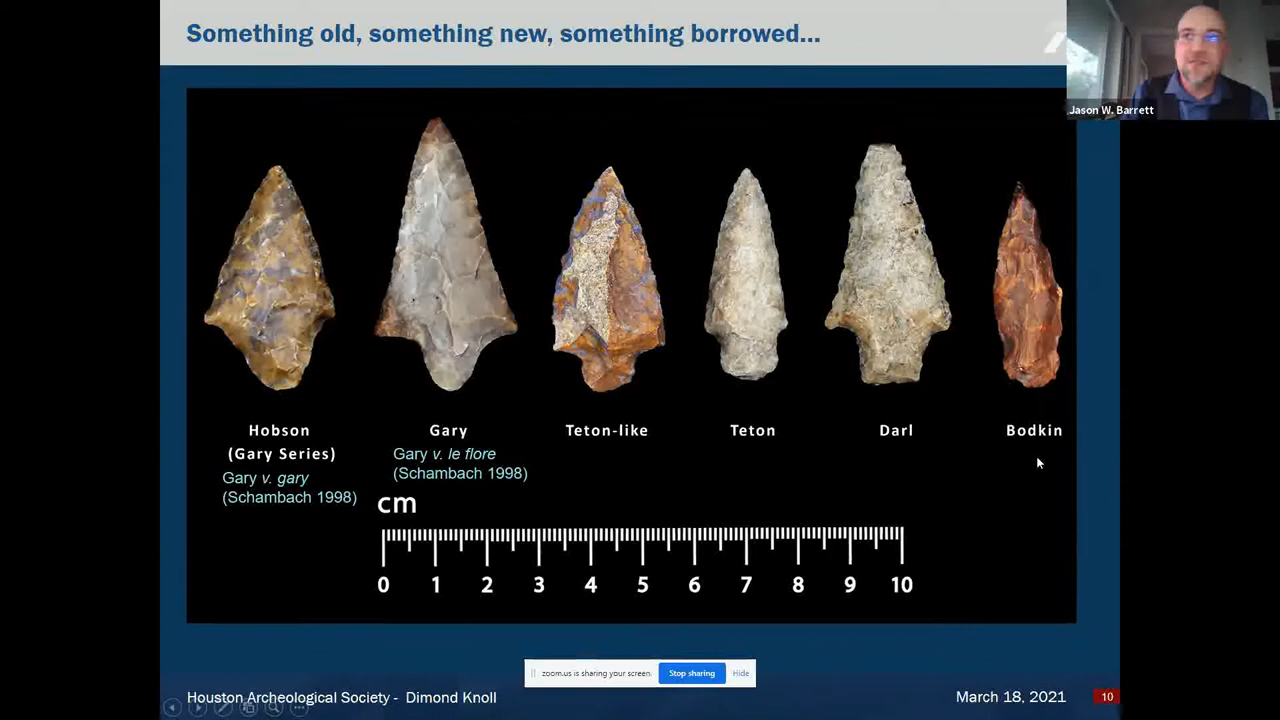 Something old, something new, something borrowed...
Jason W. Barrett
Hobson
(Gary Series)
Gary v. gary
(Schambach 1998)
Gary
Gary v. le flore
(Schambach 1998)
Teton-like
Teton
Darl
Bodkin
cm
0 1 2 3 4 5 6 7 8 9 10
zoom.us is sharing your screen. Stop sharing Hide
Houston Archeological Society - Dimond Knoll March 18, 2021 10